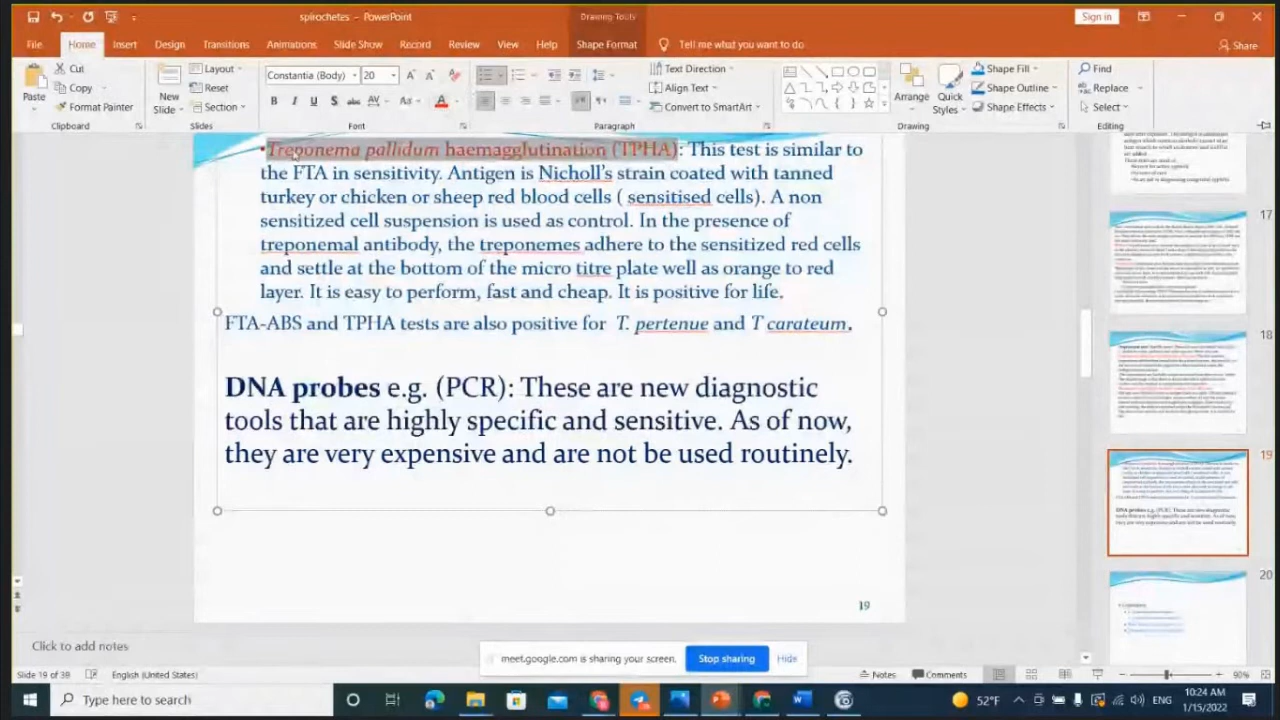 spirochetes - PowerPoint
Drawing Tools
Sign in
File
Home
Insert
Design
Transitions
Animations
Slide Show
Record
Review
View
Help
Shape Format
Tell me what you want to do
Share
Paste
Cut
Copy
Format Painter
Clipboard
New
Slide
Layout
Reset
Section
Slides
Constantia (Body)
20
Font
Text Direction
Align Text
Convert to SmartArt
Paragraph
Arrange
Quick
Styles
Shape Fill
Shape Outline
Shape Effects
Drawing
Find
Replace
Select
Editing
•Treponema (TPHA): This test is similar to
the FTA in sensitivity. Antigen is Nicholl's strain coated with tanned
turkey or chicken or sheep red blood cells ( sensitised cells). A non
sensitized cell suspension is used as control. In the presence of
treponemal antibody the treponemes adhere to the sensitized red cells
and settle at the bottom of the micro titre plate well as orange to red
layer. It is easy to perform test and cheap. It is positive for life.
FTA-ABS and TPHA tests are also positive for T. pertenue and T carateum.
DNA probes e.g. (PCR). These are new diagnostic
tools that are highly specific and sensitive. As of now,
they are very expensive and are not be used routinely.
19
17
18
19
20
Click to add notes
meet.google.com is sharing your screen.
Stop sharing
Hide
Slide 19 of 39
English (United States)
Notes
Comments
90%
Type here to search
52°F
ENG
10:24 AM
1/15/2022